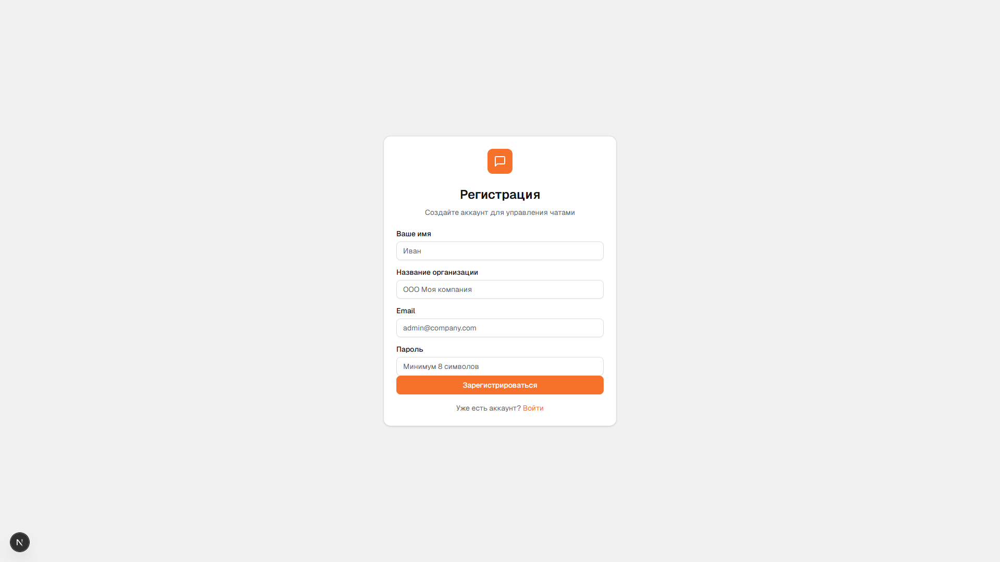 Регистрация
Создайте аккаунт для управления чатами
Ваше имя
Иван
Название организации
ООО Моя компания
Email
admin@company.com
Пароль
Минимум 8 символов
Зарегистрироваться
Уже есть аккаунт? Войти
N